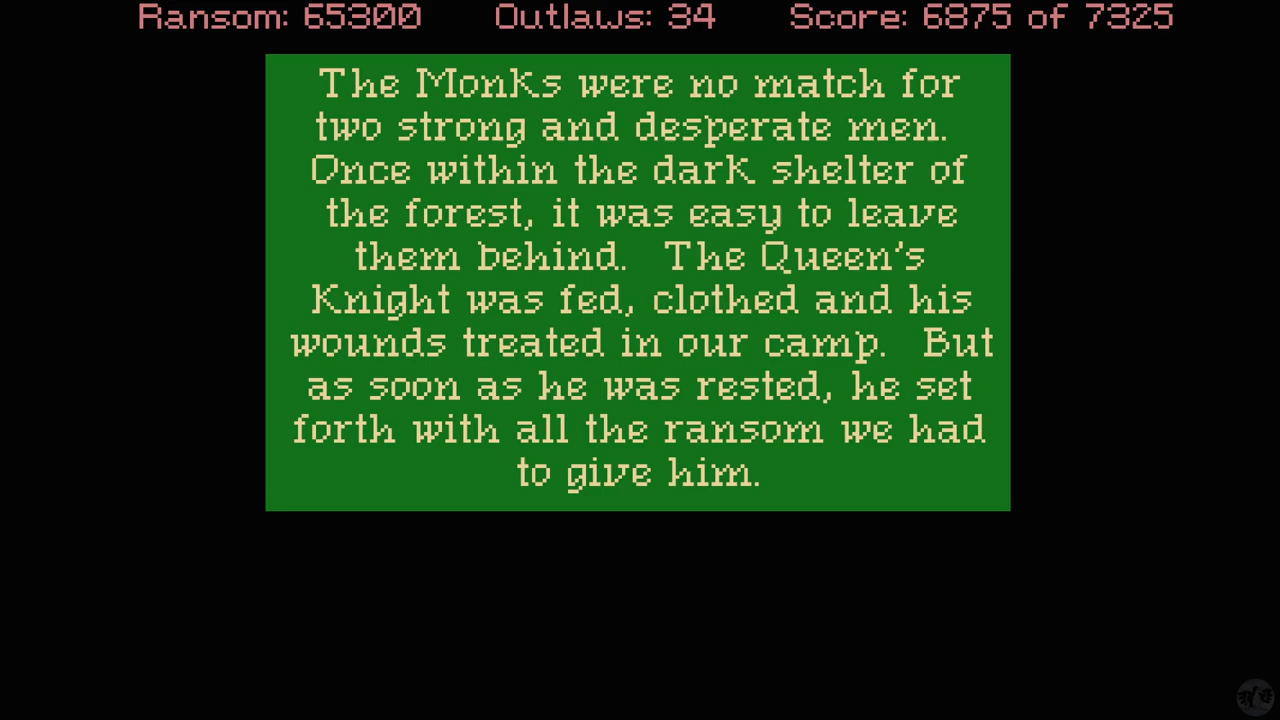 Ransom: 65300 Outlaws: 34 Score: 6875 of 7325
The Monks were no match for
two strong and desperate men.
Once within the dark shelter of
the forest, it was easy to leave
them behind. The Queen's
Knight was fed, clothed and his
wounds treated in our camp. But
as soon as he was rested, he set
forth with all the ransom we had
to give him.